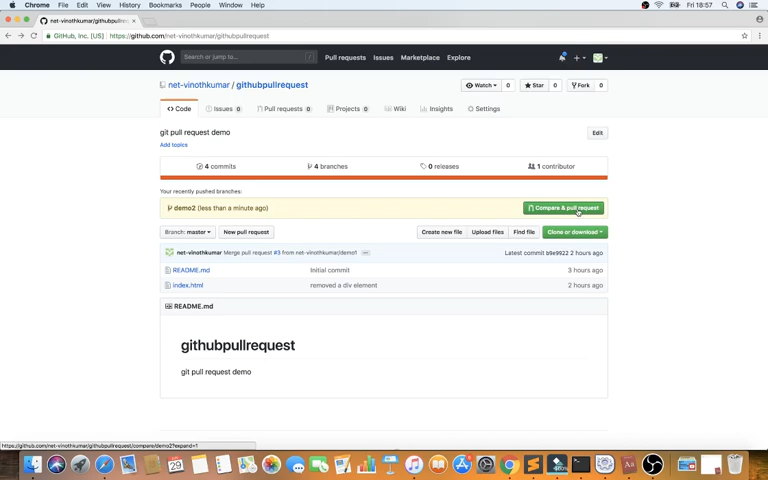 Chrome File Edit View History Bookmarks People Window Help Fri 18:57
net-vinothkumar/githubpullreq
GitHub, Inc. [US] https://github.com/net-vinothkumar/githubpullrequest
Search or jump to... / Pull requests Issues Marketplace Explore
net-vinothkumar / githubpullrequest Watch 0 Star 0 Fork 0
Code Issues 0 Pull requests 0 Projects 0 Wiki Insights Settings
git pull request demo Edit
Add topics
4 commits 4 branches 0 releases 1 contributor
Your recently pushed branches:
demo2 (less than a minute ago) Compare & pull request
Branch: master New pull request Create new file Upload files Find file Clone or download
net-vinothkumar Merge pull request #3 from net-vinothkumar/demo1 Latest commit b9e9922 2 hours ago
README.md Initial commit 3 hours ago
index.html removed a div element 2 hours ago
README.md
githubpullrequest
git pull request demo
https://github.com/net-vinothkumar/githubpullrequest/compare/demo2?expand=1
29